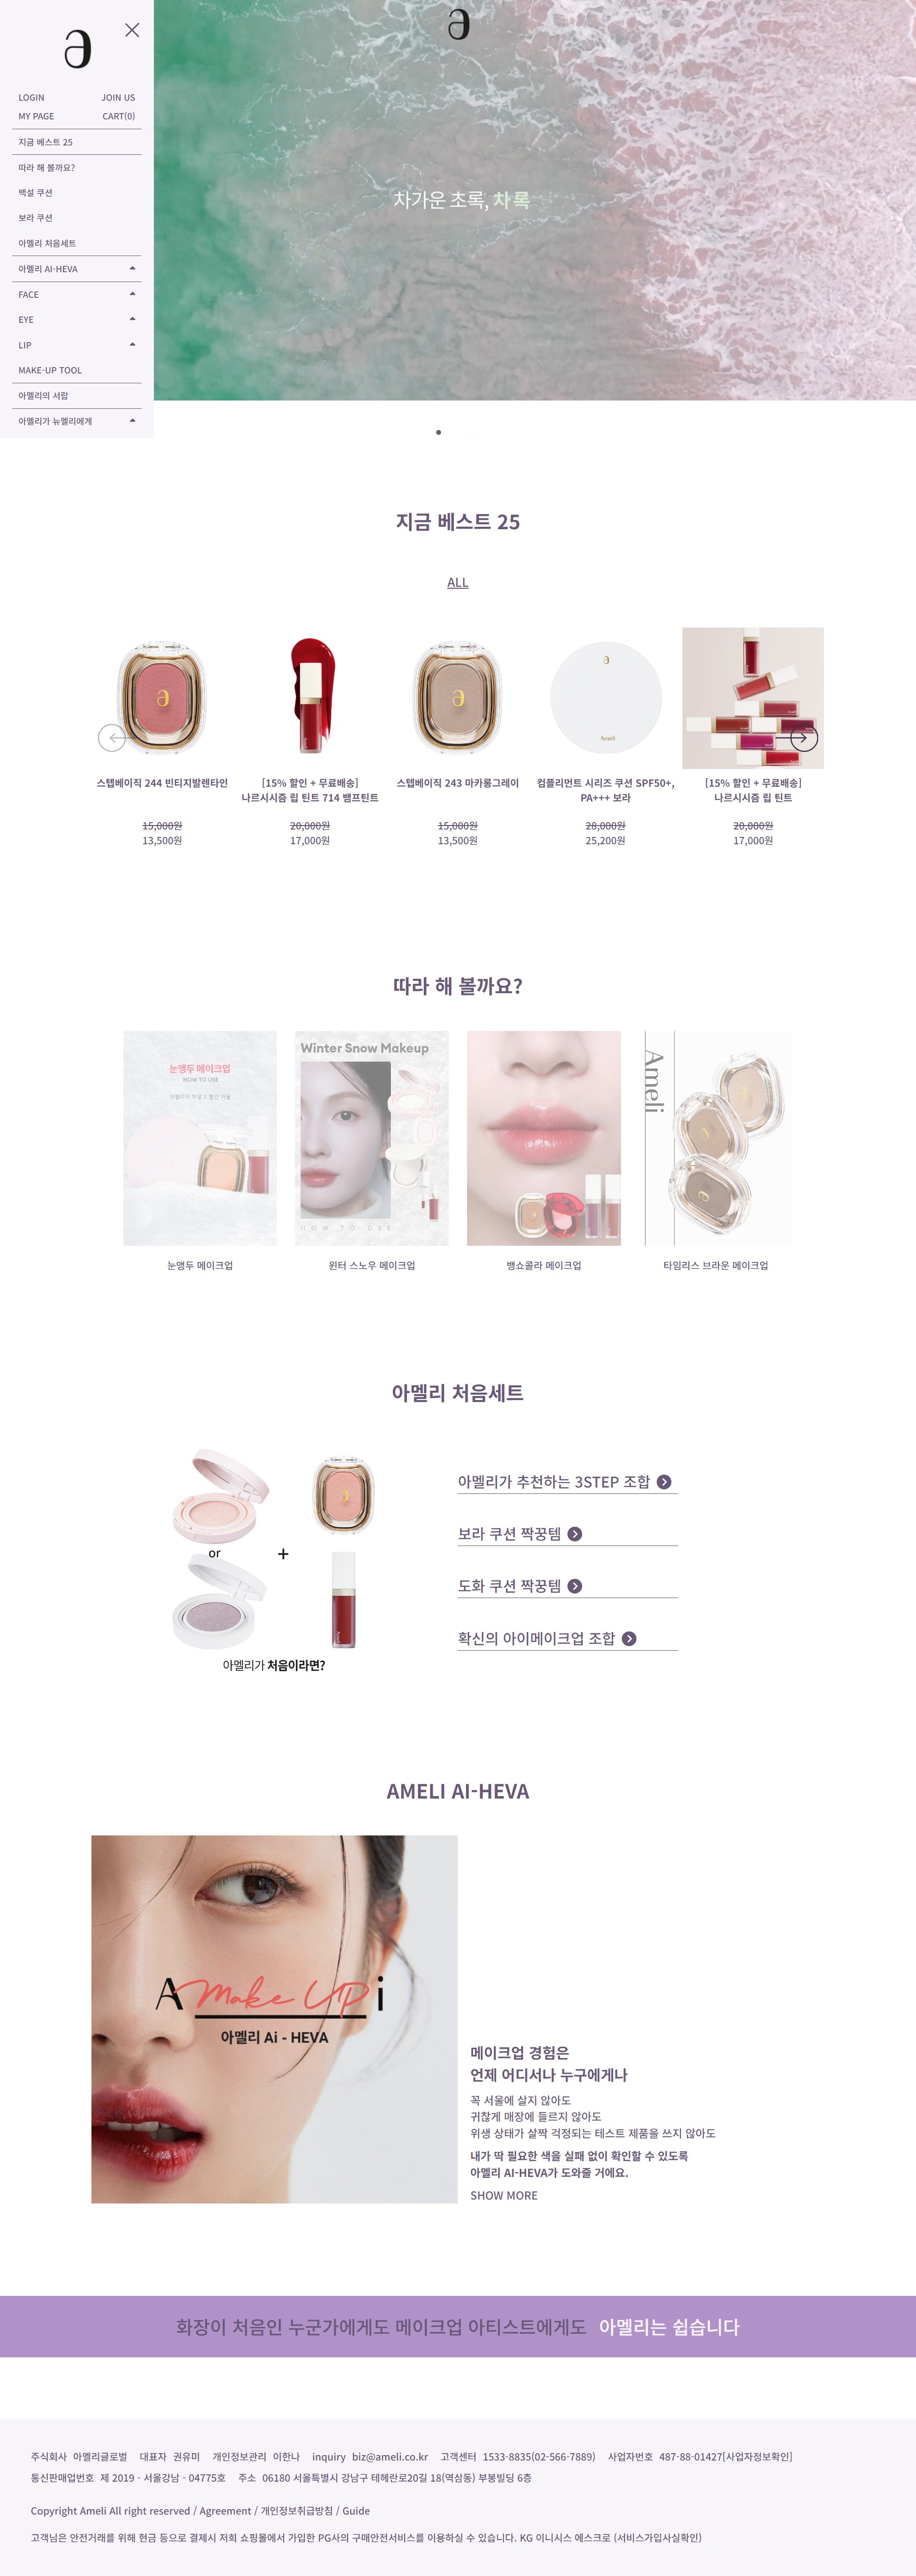 LOGIN
JOIN US
MY PAGE
CART(0)
지금 베스트 25
따라 해 볼까요?
백설 쿠션
보라 쿠션
아멜리 처음세트
아멜리 AI-HEVA
FACE
EYE
LIP
MAKE-UP TOOL
아멜리의 서랍
아멜리가 뉴멜리에게
차가운 초록, 차록
지금 베스트 25
ALL
스텝베이직 244 빈티지발렌타인
15,000원
13,500원
[15% 할인 + 무료배송]
나르시시즘 립 틴트 714 뱀프틴트
20,000원
17,000원
스텝베이직 243 마카롱그레이
15,000원
13,500원
Ameli
컴플리먼트 시리즈 쿠션 SPF50+,
PA+++ 보라
28,000원
25,200원
[15% 할인 + 무료배송]
나르시시즘 립 틴트
20,000원
17,000원
따라 해 볼까요?
눈앵두 메이크업
HOW TO USE
눈앵두 메이크업
Winter Snow Makeup
HOW TO USE
윈터 스노우 메이크업
뱅쇼콜라 메이크업
Ameli
타임리스 브라운 메이크업
아멜리 처음세트
or
+
아멜리가 처음이라면?
아멜리가 추천하는 3STEP 조합
보라 쿠션 짝꿍템
도화 쿠션 짝꿍템
확신의 아이메이크업 조합
AMELI AI-HEVA
A Make UP i
아멜리 Ai - HEVA
메이크업 경험은
언제 어디서나 누구에게나
꼭 서울에 살지 않아도
귀찮게 매장에 들르지 않아도
위생 상태가 살짝 걱정되는 테스트 제품을 쓰지 않아도
내가 딱 필요한 색을 실패 없이 확인할 수 있도록
아멜리 AI-HEVA가 도와줄 거에요.
SHOW MORE
화장이 처음인 누군가에게도 메이크업 아티스트에게도 아멜리는 쉽습니다
주식회사 아멜리글로벌 대표자 권유미 개인정보관리 이한나 inquiry biz@ameli.co.kr 고객센터 1533-8835(02-566-7889) 사업자번호 487-88-01427[사업자정보확인]
통신판매업번호 제 2019 - 서울강남 - 04775호 주소 06180 서울특별시 강남구 테헤란로20길 18(역삼동) 부봉빌딩 6층
Copyright Ameli All right reserved / Agreement / 개인정보취급방침 / Guide
고객님은 안전거래를 위해 현금 등으로 결제시 저희 쇼핑몰에서 가입한 PG사의 구매안전서비스를 이용하실 수 있습니다. KG 이니시스 에스크로 (서비스가입사실확인)